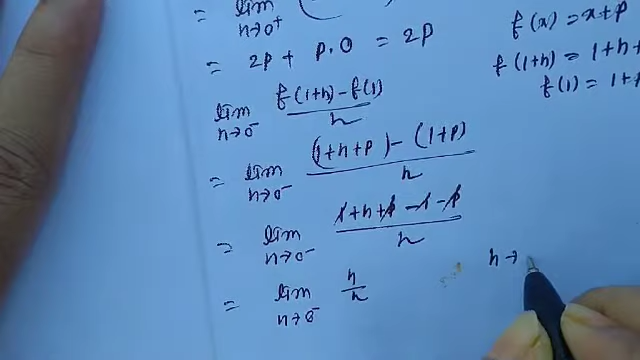 = lim h→0⁺ (
= 2p + p.0 = 2p
f(x) = x+p
f(1+h) = 1+h+
f(1) = 1+
lim h→0⁻ f(1+h) - f(1) / h
= lim h→0⁻ (1+h+p) - (1+p) / h
= lim h→0⁻ 1+h+p-1-p / h
= lim h→0⁻ h/h
h→